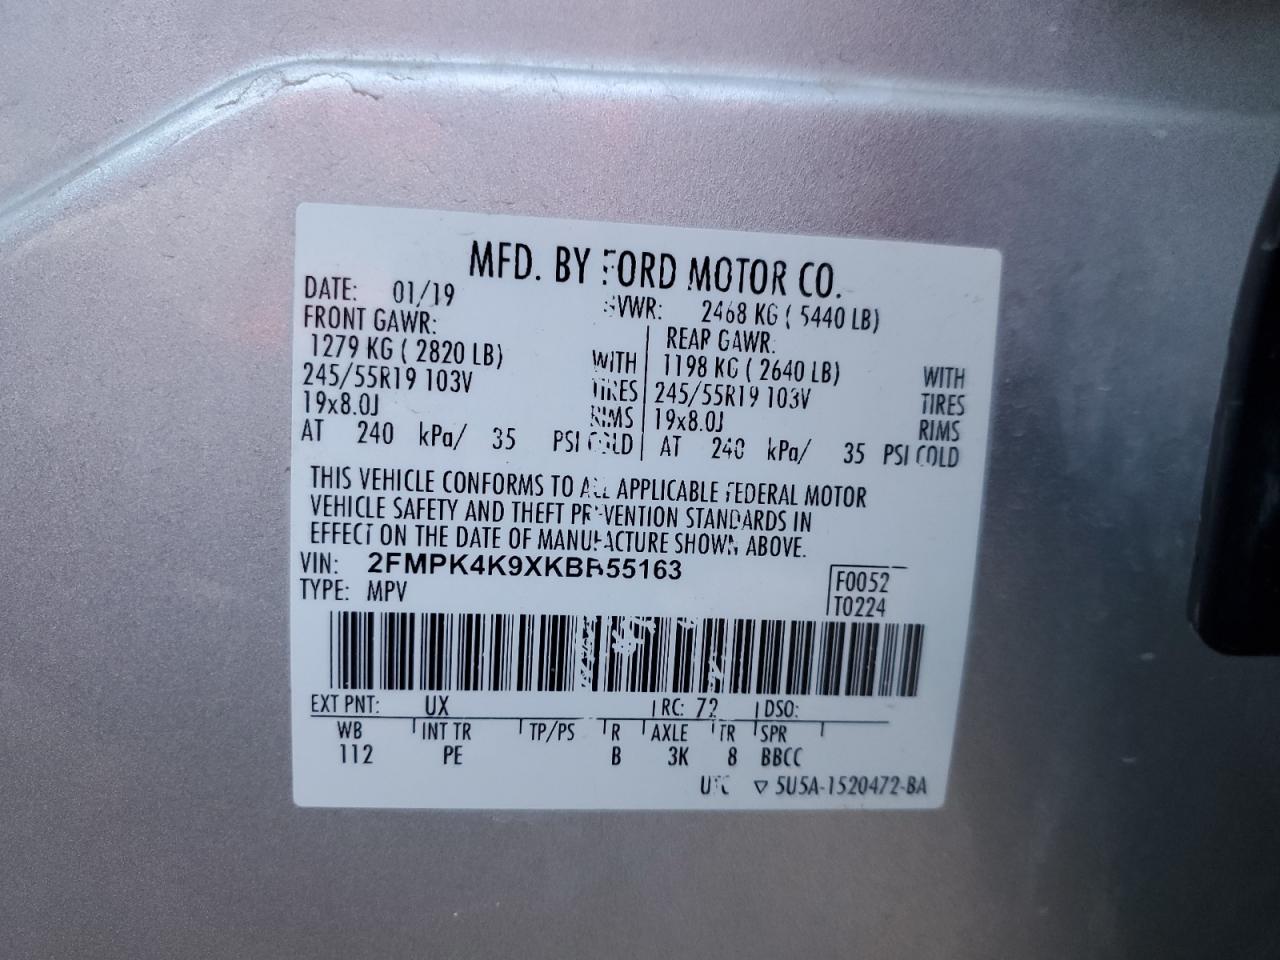 MFD. BY FORD MOTOR CO.
DATE: 01/19 GVWR: 2468 KG ( 5440 LB)
FRONT GAWR: REAR GAWR:
1279 KG ( 2820 LB) WITH 1198 KG ( 2640 LB) WITH
245/55R19 103V TIRES 245/55R19 103V TIRES
19x8.0J RIMS 19x8.0J RIMS
AT 240 kPa/ 35 PSI COLD AT 240 kPa/ 35 PSI COLD
THIS VEHICLE CONFORMS TO ALL APPLICABLE FEDERAL MOTOR
VEHICLE SAFETY AND THEFT PREVENTION STANDARDS IN
EFFECT ON THE DATE OF MANUFACTURE SHOWN ABOVE.
VIN: 2FMPK4K9XKBB55163
TYPE: MPV
F0052
T0224
EXT PNT: UX RC: 72 DSO:
WB INT TR TP/PS R AXLE TR SPR
112 PE B 3K 8 BBCC
▽ 5U5A-1520472-BA